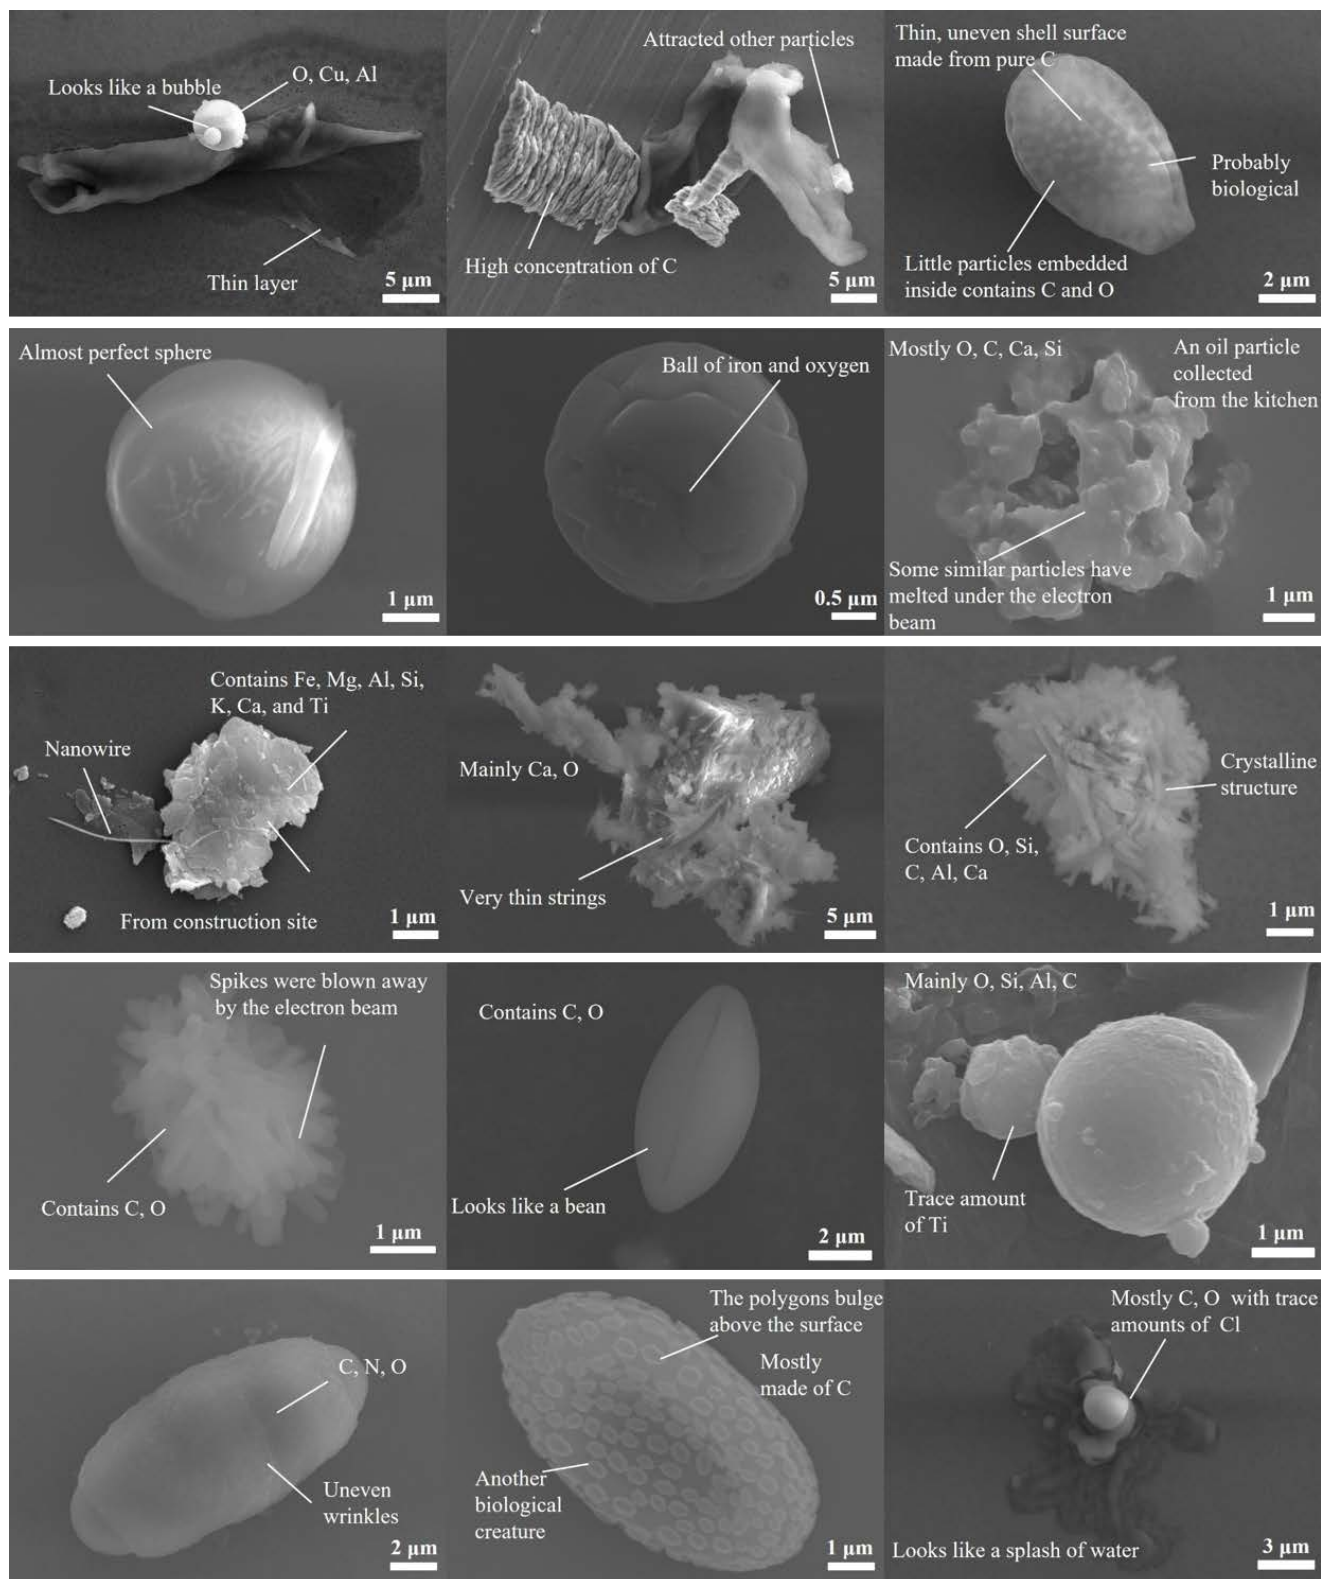 Looks like a bubble
O, Cu, Al
Thin layer
5 µm
Attracted other particles
High concentration of C
5 µm
Thin, uneven shell surface
made from pure C
Probably
biological
Little particles embedded
inside contains C and O
2 µm
Almost perfect sphere
1 µm
Ball of iron and oxygen
0.5 µm
Mostly O, C, Ca, Si
An oil particle
collected
from the kitchen
Some similar particles have
melted under the electron
beam
1 µm
Contains Fe, Mg, Al, Si,
K, Ca, and Ti
Nanowire
From construction site
1 µm
Mainly Ca, O
Very thin strings
5 µm
Crystalline
structure
Contains O, Si,
C, Al, Ca
1 µm
Spikes were blown away
by the electron beam
Contains C, O
1 µm
Contains C, O
Looks like a bean
2 µm
Mainly O, Si, Al, C
Trace amount
of Ti
1 µm
C, N, O
Uneven
wrinkles
2 µm
The polygons bulge
above the surface
Mostly
made of C
Another
biological
creature
1 µm
Mostly C, O with trace
amounts of Cl
Looks like a splash of water
3 µm